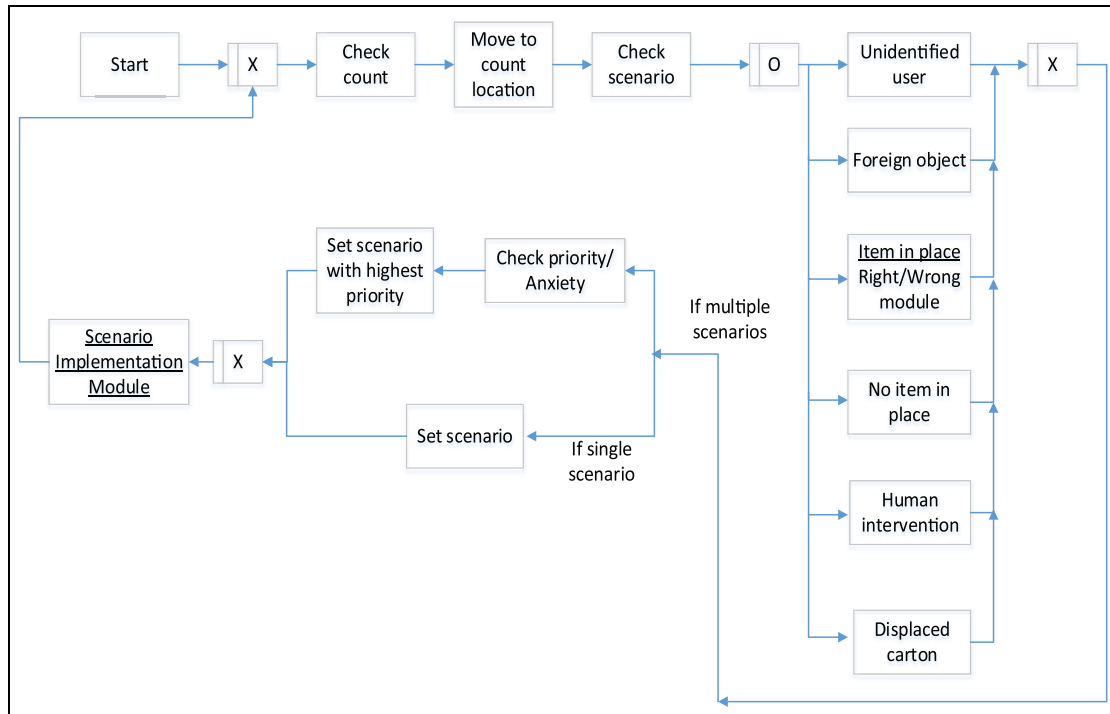 Start
X
Check
count
Move to
count
location
Check
scenario
O
Unidentified
user
X
Foreign object
Item in place
Right/Wrong
module
No item in
place
Human
intervention
Displaced
carton
If multiple
scenarios
Check priority/
Anxiety
Set scenario
with highest
priority
If single
scenario
Set scenario
X
Scenario
Implementation
Module